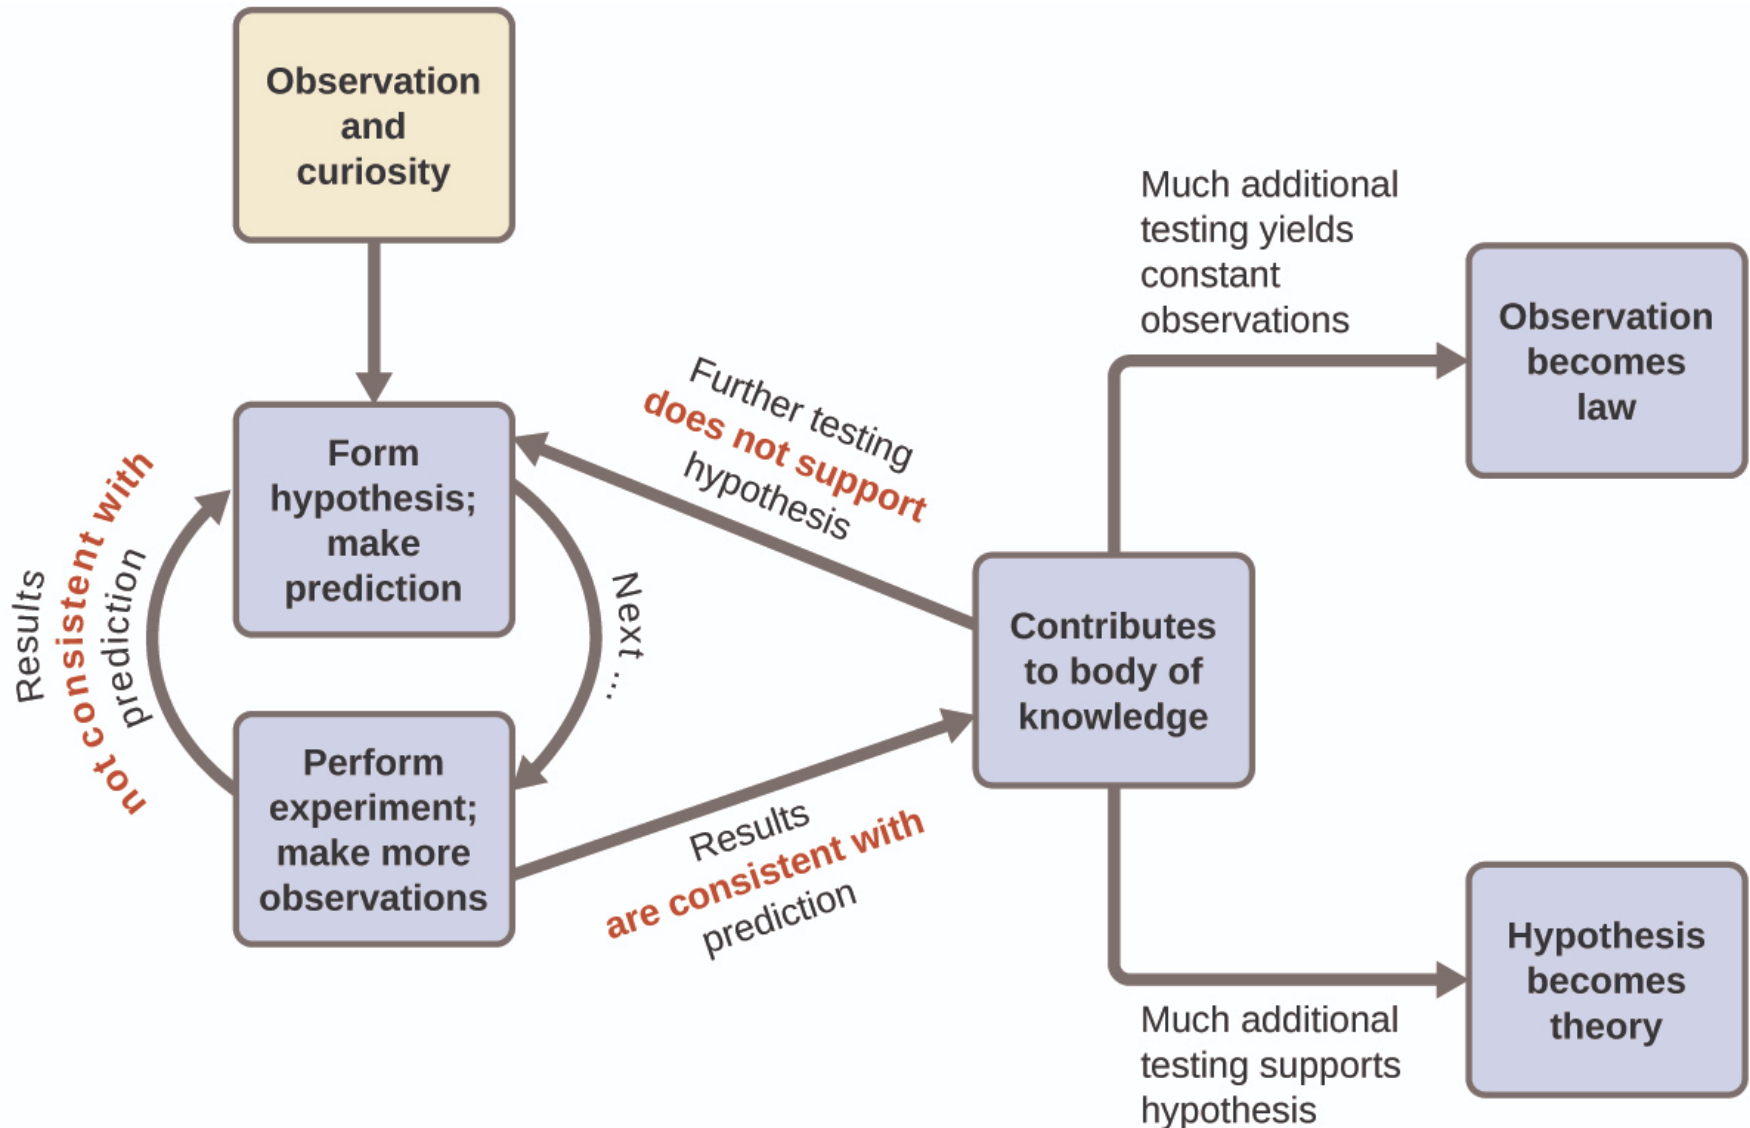 Observation
and
curiosity
Form
hypothesis;
make
prediction
Results
not consistent with
prediction
Next ...
Perform
experiment;
make more
observations
Further testing
does not support
hypothesis
Results
are consistent with
prediction
Contributes
to body of
knowledge
Much additional
testing yields
constant
observations
Observation
becomes
law
Much additional
testing supports
hypothesis
Hypothesis
becomes
theory